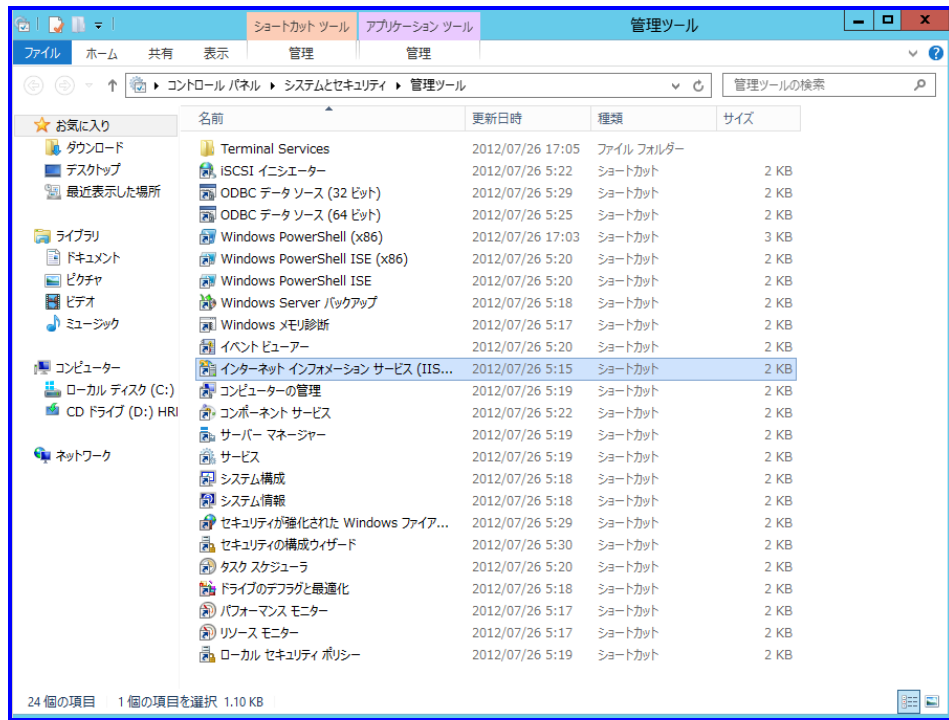 ショートカット ツール アプリケーション ツール 管理ツール
ファイル ホーム 共有 表示 管理 管理
コントロール パネル システムとセキュリティ 管理ツール 管理ツールの検索
名前 更新日時 種類 サイズ
お気に入り
ダウンロード
デスクトップ
最近表示した場所
ライブラリ
ドキュメント
ピクチャ
ビデオ
ミュージック
コンピューター
ローカル ディスク (C:)
CD ドライブ (D:) HRI
ネットワーク
Terminal Services 2012/07/26 17:05 ファイル フォルダー
iSCSI イニシエーター 2012/07/26 5:22 ショートカット 2 KB
ODBC データ ソース (32 ビット) 2012/07/26 5:29 ショートカット 2 KB
ODBC データ ソース (64 ビット) 2012/07/26 5:25 ショートカット 2 KB
Windows PowerShell (x86) 2012/07/26 17:03 ショートカット 3 KB
Windows PowerShell ISE (x86) 2012/07/26 5:20 ショートカット 2 KB
Windows PowerShell ISE 2012/07/26 5:20 ショートカット 2 KB
Windows Server バックアップ 2012/07/26 5:18 ショートカット 2 KB
Windows メモリ診断 2012/07/26 5:17 ショートカット 2 KB
イベント ビューアー 2012/07/26 5:20 ショートカット 2 KB
インターネット インフォメーション サービス (IIS... 2012/07/26 5:15 ショートカット 2 KB
コンピューターの管理 2012/07/26 5:19 ショートカット 2 KB
コンポーネント サービス 2012/07/26 5:22 ショートカット 2 KB
サーバー マネージャー 2012/07/26 5:19 ショートカット 2 KB
サービス 2012/07/26 5:19 ショートカット 2 KB
システム構成 2012/07/26 5:18 ショートカット 2 KB
システム情報 2012/07/26 5:18 ショートカット 2 KB
セキュリティが強化された Windows ファイア... 2012/07/26 5:29 ショートカット 2 KB
セキュリティの構成ウィザード 2012/07/26 5:30 ショートカット 2 KB
タスク スケジューラ 2012/07/26 5:20 ショートカット 2 KB
ドライブのデフラグと最適化 2012/07/26 5:18 ショートカット 2 KB
パフォーマンス モニター 2012/07/26 5:17 ショートカット 2 KB
リソース モニター 2012/07/26 5:17 ショートカット 2 KB
ローカル セキュリティ ポリシー 2012/07/26 5:19 ショートカット 2 KB
24 個の項目 1 個の項目を選択 1.10 KB